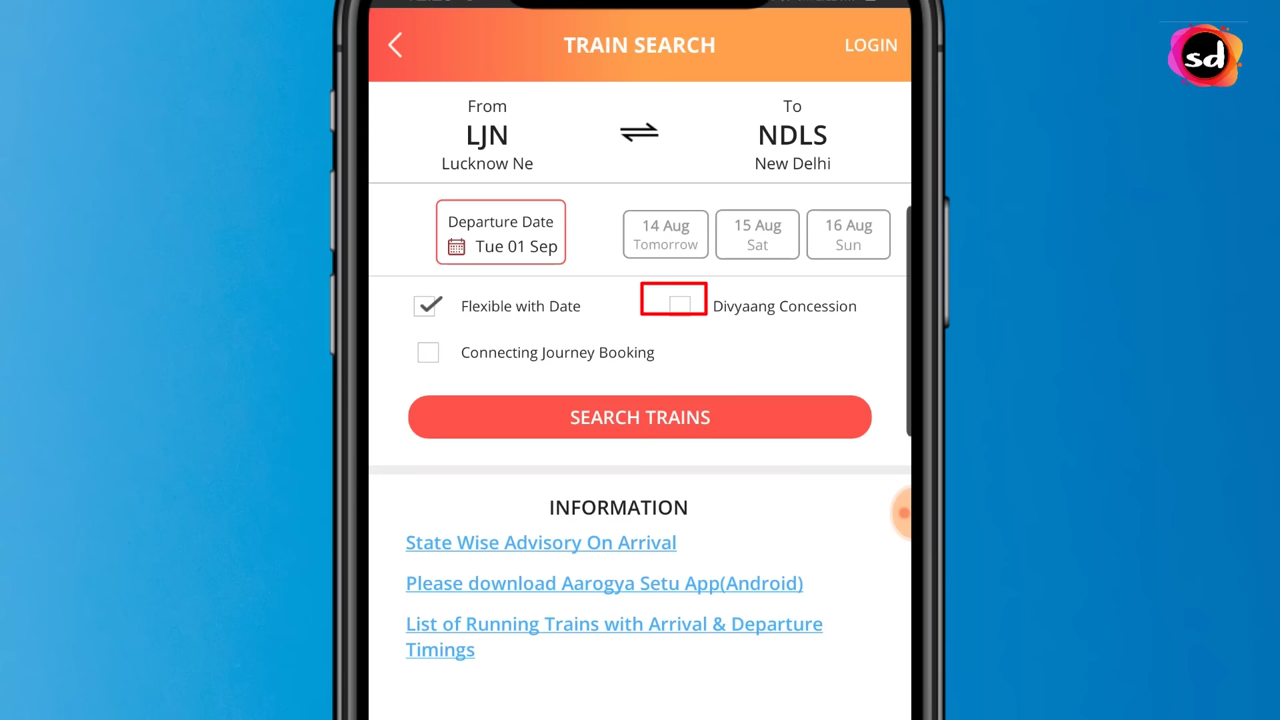 TRAIN SEARCH
LOGIN
From
To
LJN
NDLS
Lucknow Ne
New Delhi
Departure Date
Tue 01 Sep
14 Aug
Tomorrow
15 Aug
Sat
16 Aug
Sun
Flexible with Date
Divyaang Concession
Connecting Journey Booking
SEARCH TRAINS
INFORMATION
State Wise Advisory On Arrival
Please download Aarogya Setu App(Android)
List of Running Trains with Arrival & Departure
Timings
sd